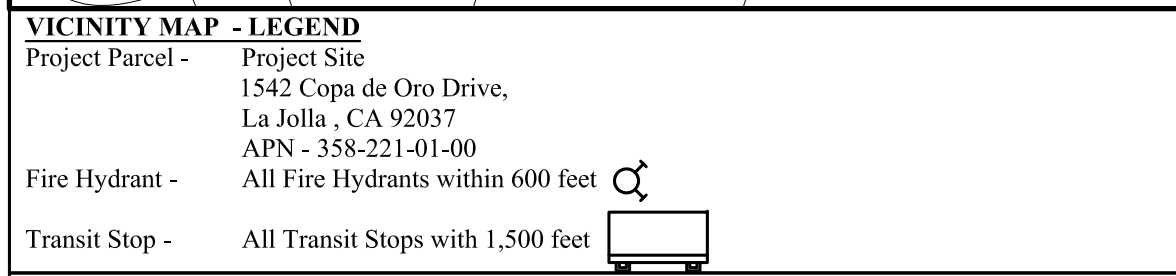 VICINITY MAP - LEGEND
Project Parcel - Project Site
1542 Copa de Oro Drive,
La Jolla , CA 92037
APN - 358-221-01-00
Fire Hydrant - All Fire Hydrants within 600 feet
Transit Stop - All Transit Stops with 1,500 feet